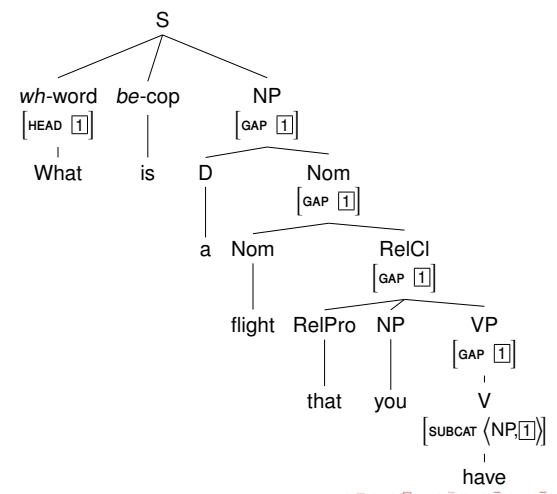 S
wh-word be-cop NP
[HEAD 1] [GAP 1]
What is D Nom
[GAP 1]
a Nom RelCl
[GAP 1]
flight RelPro NP VP
[GAP 1]
that you V
[SUBCAT ⟨NP,1⟩]
have